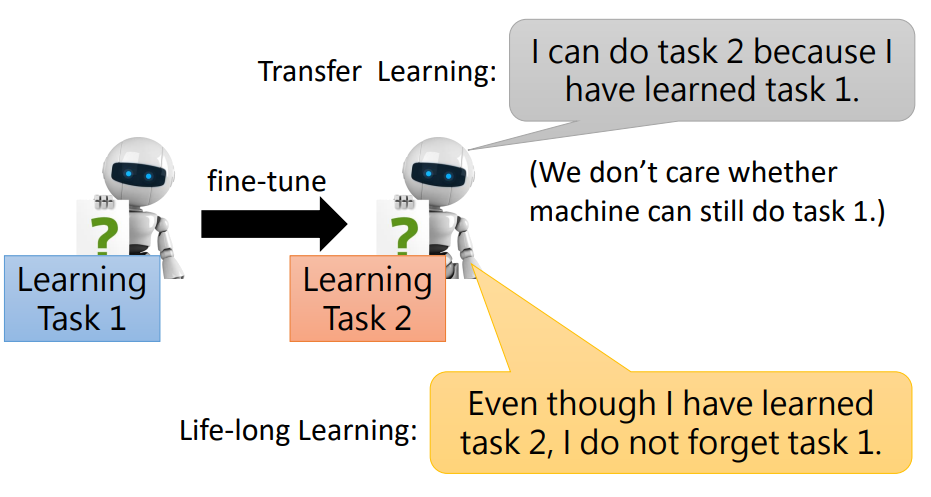 Transfer Learning:
I can do task 2 because I
have learned task 1.
fine-tune
(We don’t care whether
machine can still do task 1.)
?
?
Learning
Task 1
Learning
Task 2
Life-long Learning:
Even though I have learned
task 2, I do not forget task 1.